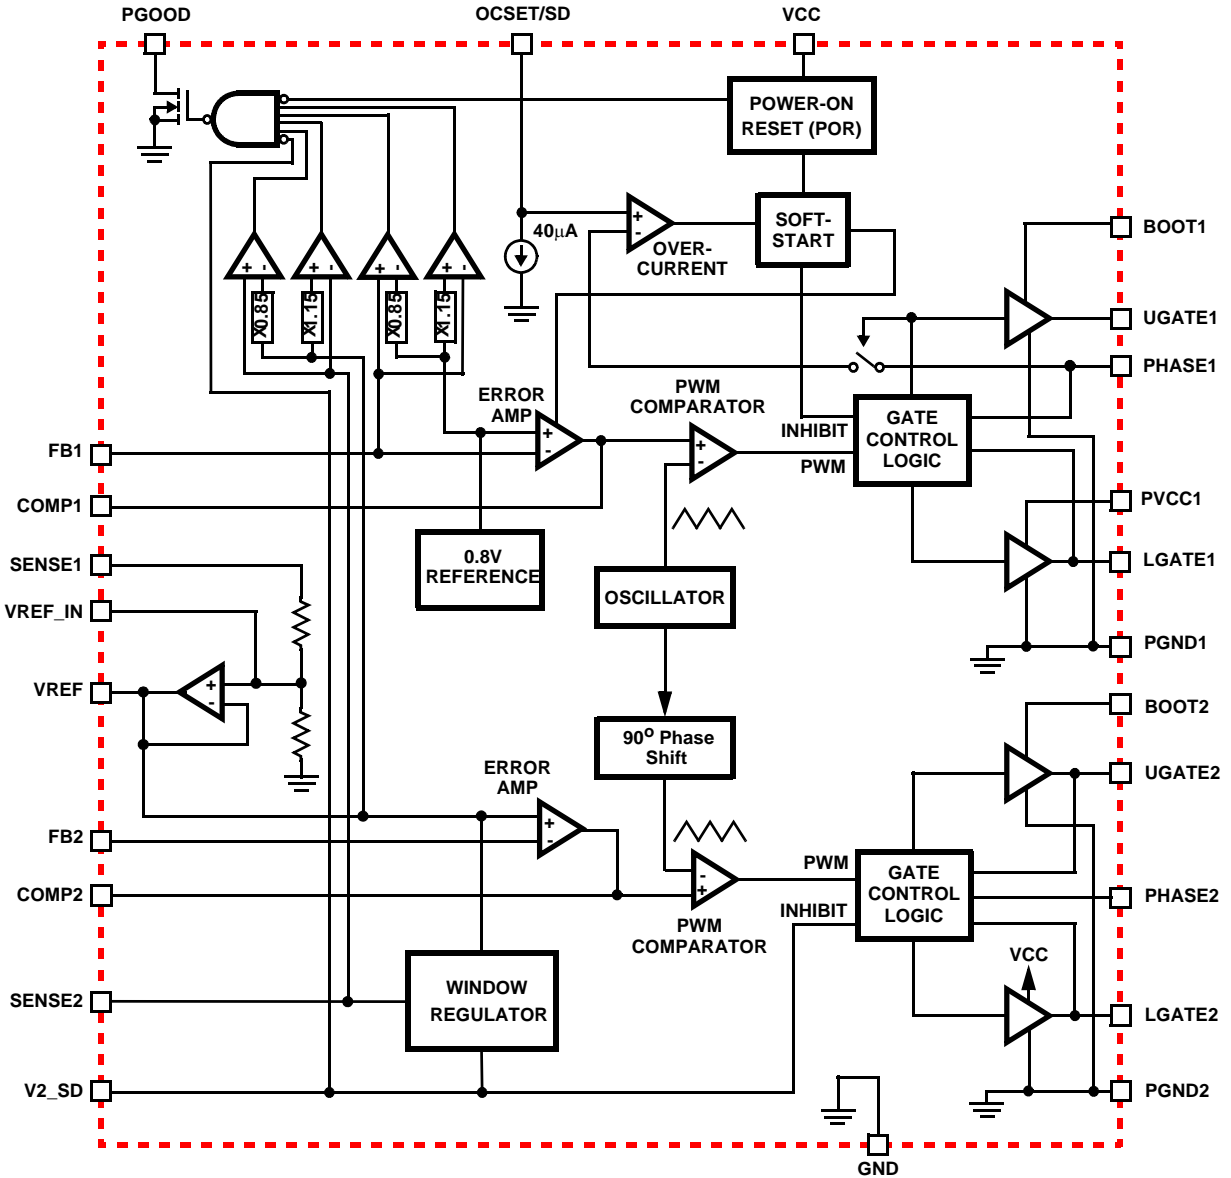 PGOOD
OCSET/SD
VCC
POWER-ON
RESET (POR)
SOFT-
START
40µA
+
-
OVER-
CURRENT
BOOT1
+ -
+ -
+ -
+ -
X0.85
X1.15
X0.85
X1.15
UGATE1
PHASE1
ERROR
AMP
PWM
COMPARATOR
+
-
+
-
INHIBIT
PWM
GATE
CONTROL
LOGIC
FB1
COMP1
PVCC1
SENSE1
0.8V
REFERENCE
OSCILLATOR
LGATE1
VREF_IN
PGND1
VREF
+
-
90o Phase
Shift
BOOT2
ERROR
AMP
UGATE2
FB2
+
-
-
+
PWM
COMPARATOR
PWM
INHIBIT
GATE
CONTROL
LOGIC
COMP2
PHASE2
VCC
SENSE2
WINDOW
REGULATOR
LGATE2
V2_SD
PGND2
GND